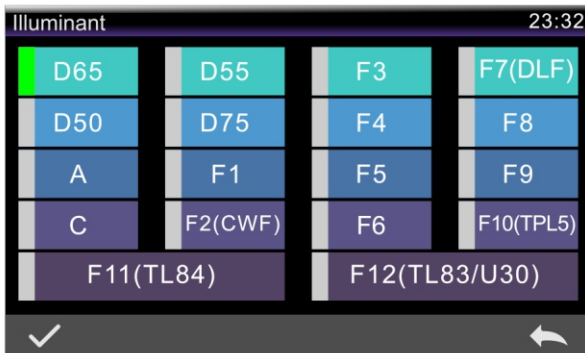 Illuminant 23:32
D65 D55 F3 F7(DLF)
D50 D75 F4 F8
A F1 F5 F9
C F2(CWF) F6 F10(TPL5)
F11(TL84) F12(TL83/U30)